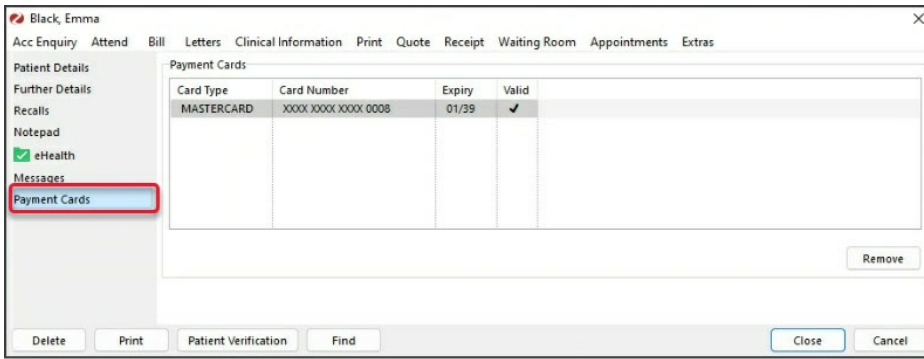 Black, Emma
Acc Enquiry Attend Bill Letters Clinical Information Print Quote Receipt Waiting Room Appointments Extras
Patient Details
Further Details
Recalls
Notepad
eHealth
Messages
Payment Cards
Payment Cards
Card Type Card Number Expiry Valid
MASTERCARD XXXX XXXX XXXX 0008 01/39 ✔
Remove
Delete Print Patient Verification Find Close Cancel